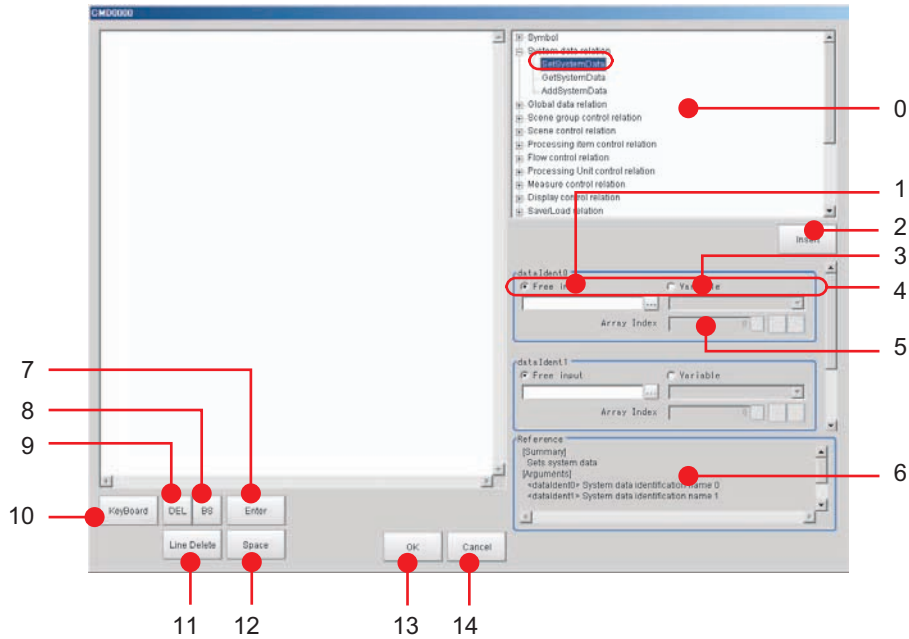 CMD0000
Symbol
System data relation
SetSystemData
GetSystemData
AddSystemData
Global data relation
Scene group control relation
Scene control relation
Processing item control relation
Flow control relation
Processing Unit control relation
Measure control relation
Display control relation
Save/Load relation
Insert
dataIdent0
Free input
Variable
...
Array Index
0
dataIdent1
Free input
Variable
...
Array Index
0
Reference
[Summary]
Sets system data
[Arguments]
<dataIdent0> System data identification name 0
<dataIdent1> System data identification name 1
KeyBoard
DEL
BS
Enter
Line Delete
Space
OK
Cancel
0
1
2
3
4
5
6
7
8
9
10
11
12
13
14